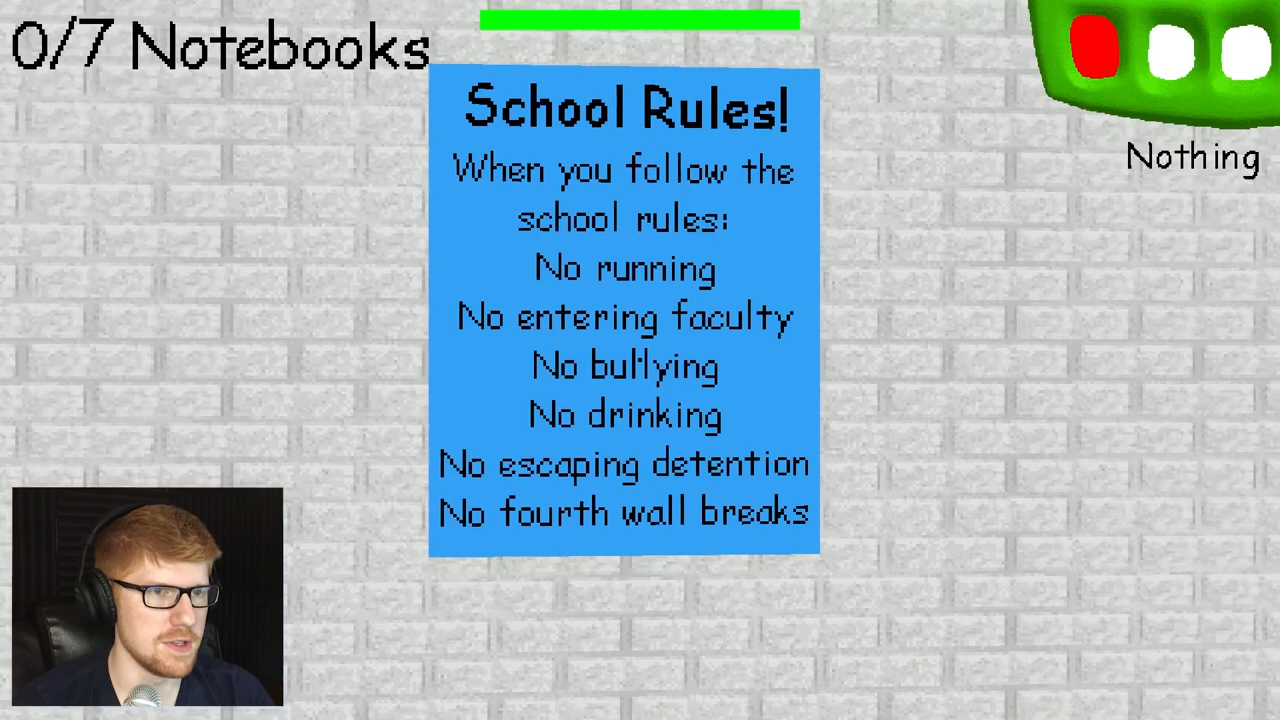 0/7 Notebooks
Nothing
School Rules!
When you follow the
school rules:
No running
No entering faculty
No bullying
No drinking
No escaping detention
No fourth wall breaks